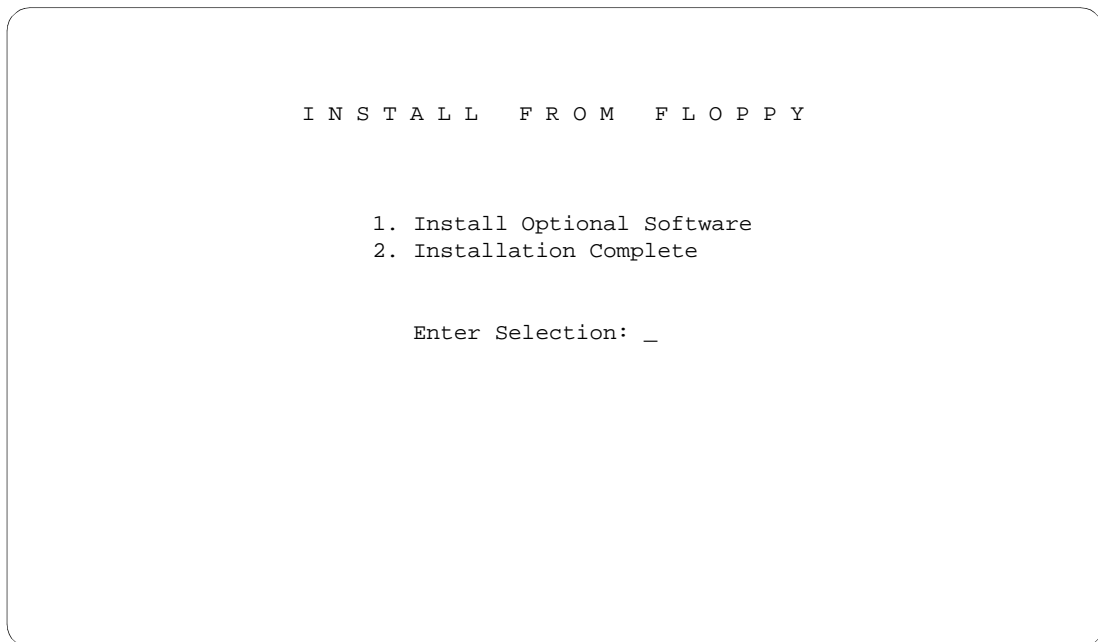 I N S T A L L   F R O M   F L O P P Y
1. Install Optional Software
2. Installation Complete
Enter Selection: _